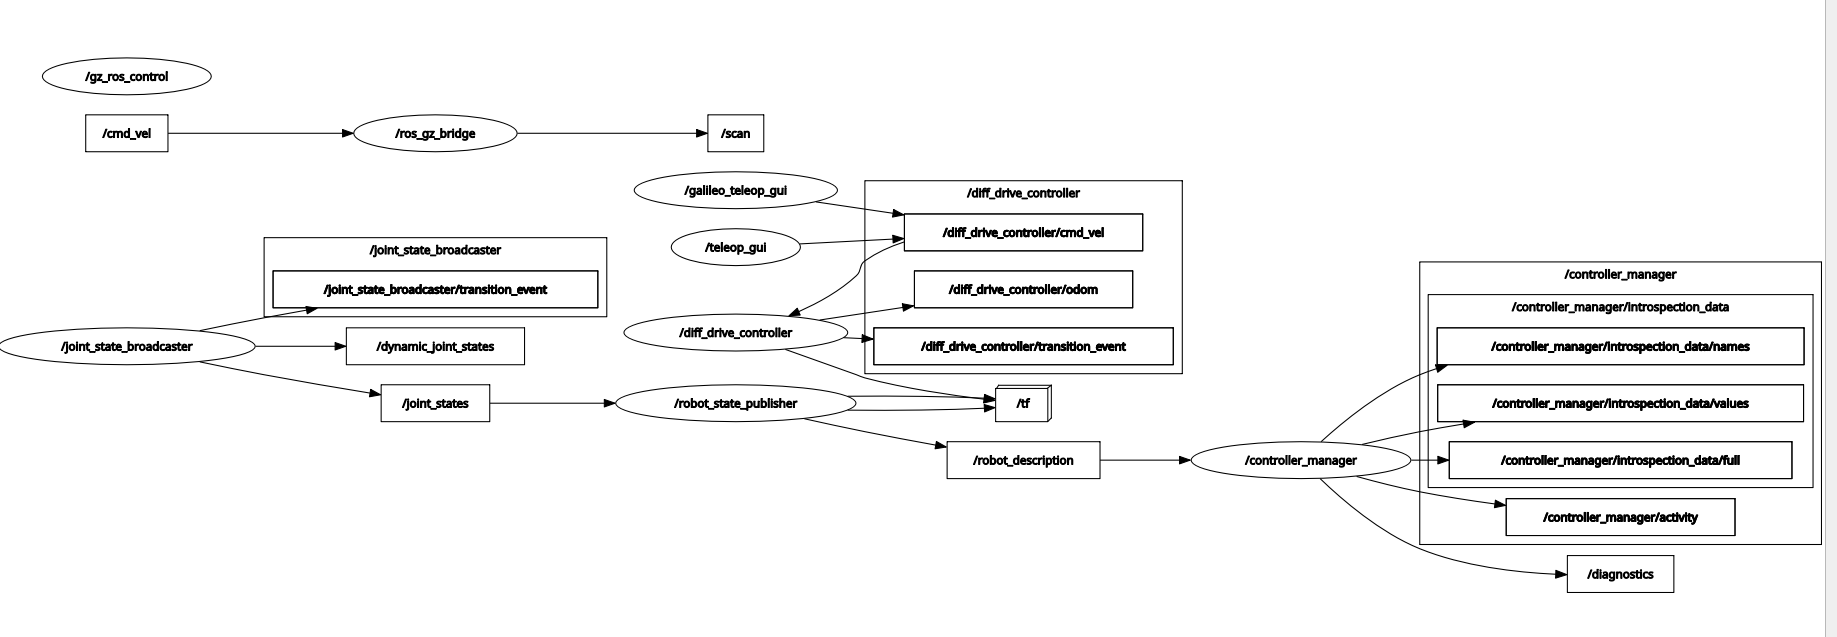 /gz_ros_control
/cmd_vel
/ros_gz_bridge
/scan
/galileo_teleop_gui
/diff_drive_controller
/diff_drive_controller/cmd_vel
/teleop_gui
/joint_state_broadcaster
/joint_state_broadcaster/transition_event
/diff_drive_controller/odom
/controller_manager
/controller_manager/introspection_data
/joint_state_broadcaster
/dynamic_joint_states
/diff_drive_controller
/diff_drive_controller/transition_event
/controller_manager/introspection_data/names
/joint_states
/robot_state_publisher
/tf
/controller_manager/introspection_data/values
/robot_description
/controller_manager
/controller_manager/introspection_data/full
/controller_manager/activity
/diagnostics